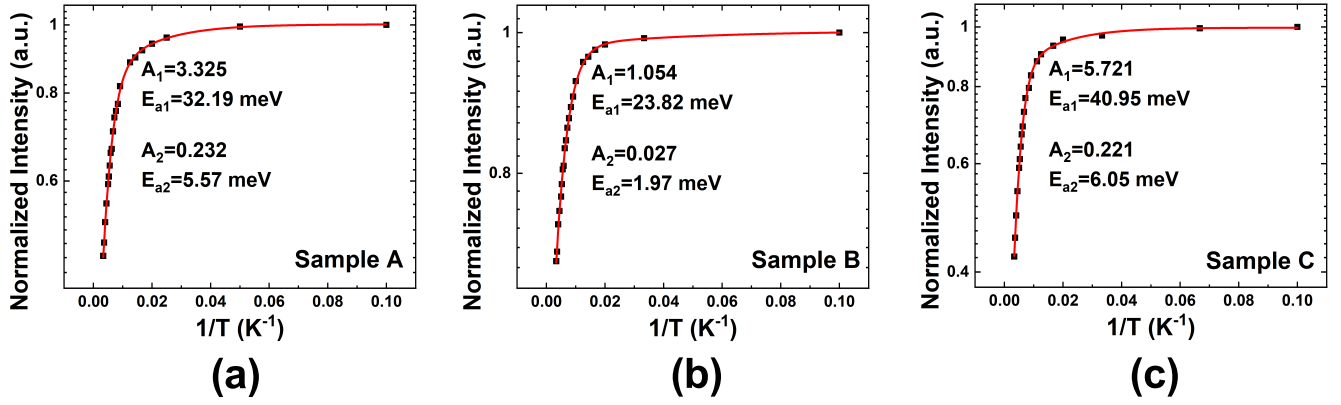 Normalized Intensity (a.u.)
1
0.8
0.6
A₁=3.325
Eₐ₁=32.19 meV
A₂=0.232
Eₐ₂=5.57 meV
Sample A
0.00 0.02 0.04 0.06 0.08 0.10
1/T (K⁻¹)
(a)
Normalized Intensity (a.u.)
1
0.8
A₁=1.054
Eₐ₁=23.82 meV
A₂=0.027
Eₐ₂=1.97 meV
Sample B
0.00 0.02 0.04 0.06 0.08 0.10
1/T (K⁻¹)
(b)
Normalized Intensity (a.u.)
1
0.8
0.6
0.4
A₁=5.721
Eₐ₁=40.95 meV
A₂=0.221
Eₐ₂=6.05 meV
Sample C
0.00 0.02 0.04 0.06 0.08 0.10
1/T (K⁻¹)
(c)